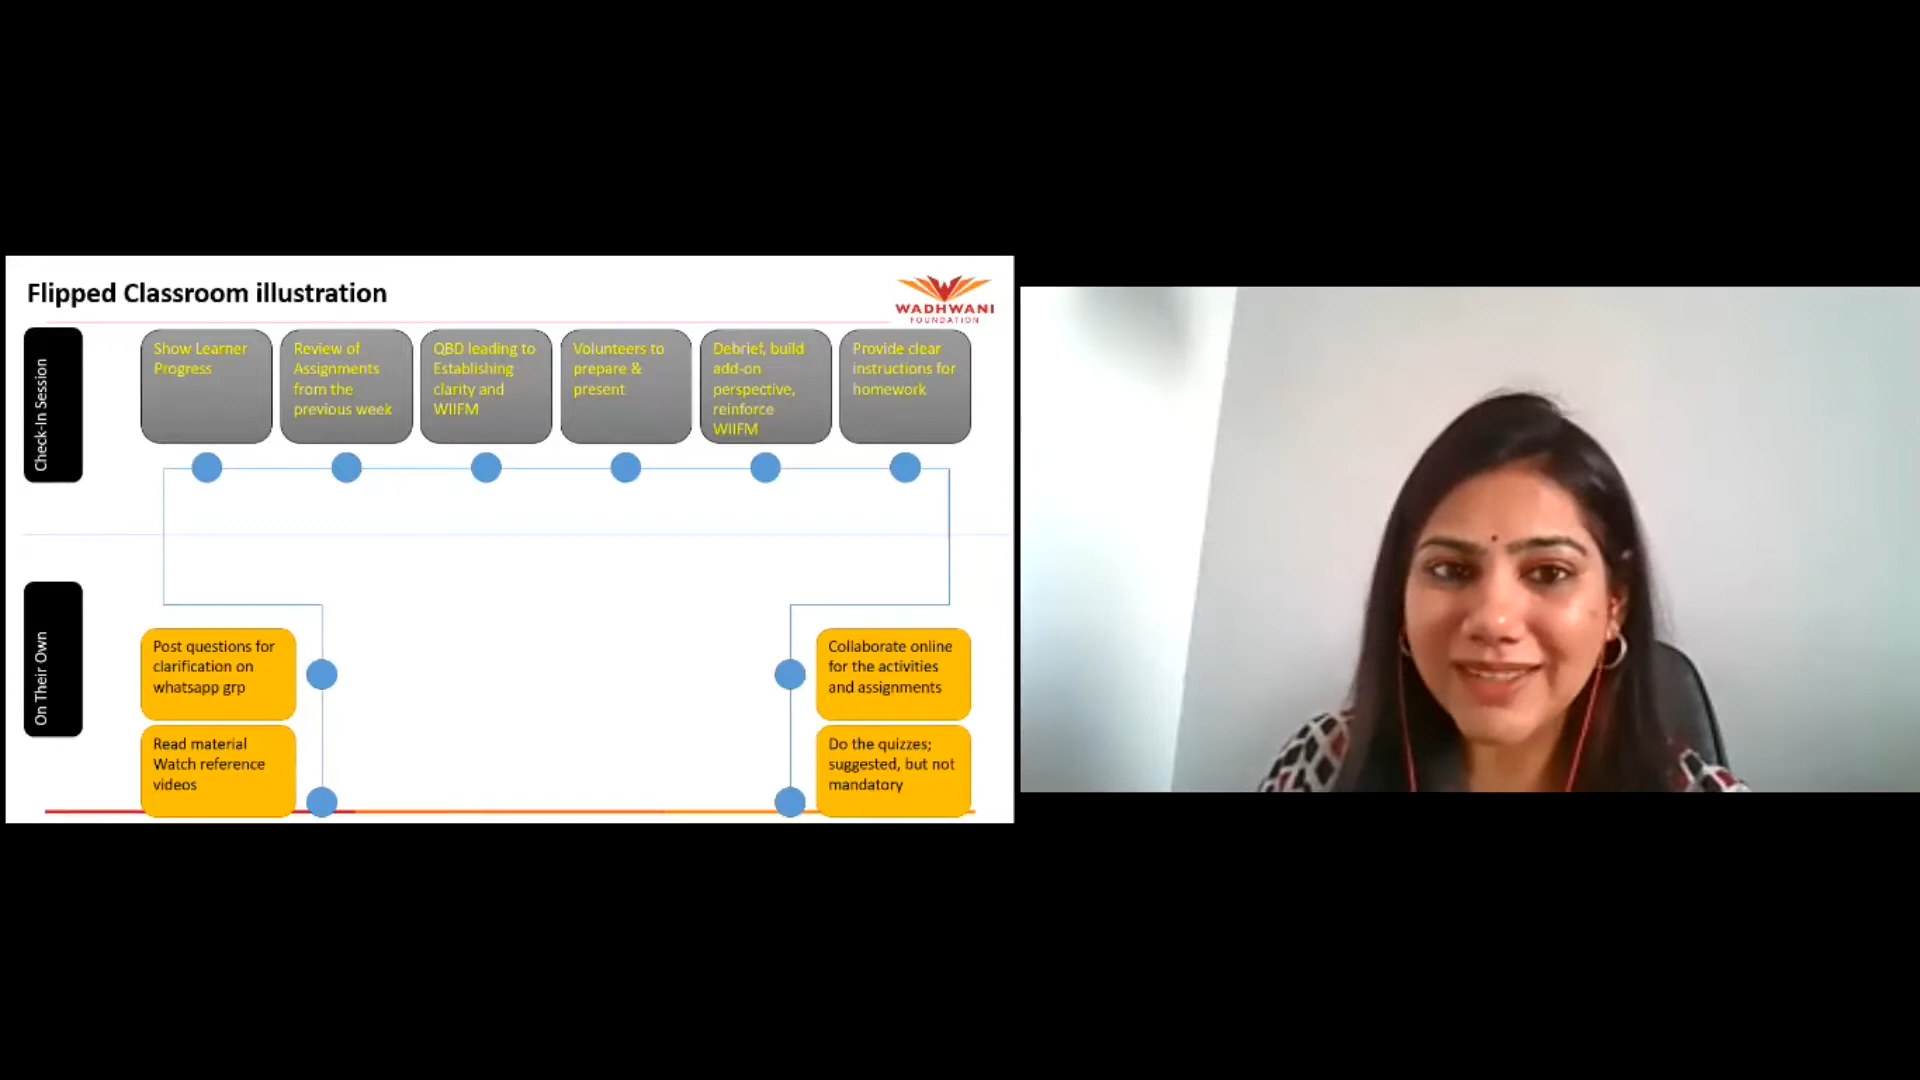 Flipped Classroom illustration
WADHWANI
FOUNDATION
Check-In Session
Show Learner
Progress
Review of
Assignments
from the
previous week
QBD leading to
Establishing
clarity and
WIIFM
Volunteers to
prepare &
present
Debrief, build
add-on
perspective,
reinforce
WIIFM
Provide clear
instructions for
homework
On Their Own
Post questions for
clarification on
whatsapp grp
Read material
Watch reference
videos
Collaborate online
for the activities
and assignments
Do the quizzes;
suggested, but not
mandatory